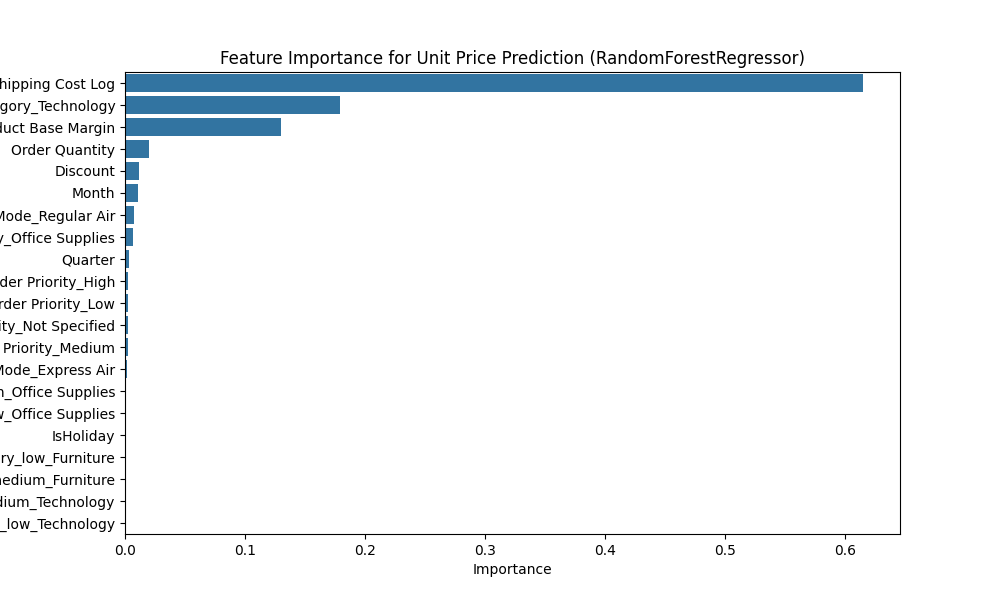 Feature Importance for Unit Price Prediction (RandomForestRegressor)
hipping Cost Log
gory_Technology
duct Base Margin
Order Quantity
Discount
Month
Mode_Regular Air
y_Office Supplies
Quarter
der Priority_High
rder Priority_Low
ity_Not Specified
Priority_Medium
Mode_Express Air
n_Office Supplies
w_Office Supplies
IsHoliday
ry_low_Furniture
nedium_Furniture
dium_Technology
_low_Technology
0.0 0.1 0.2 0.3 0.4 0.5 0.6
Importance